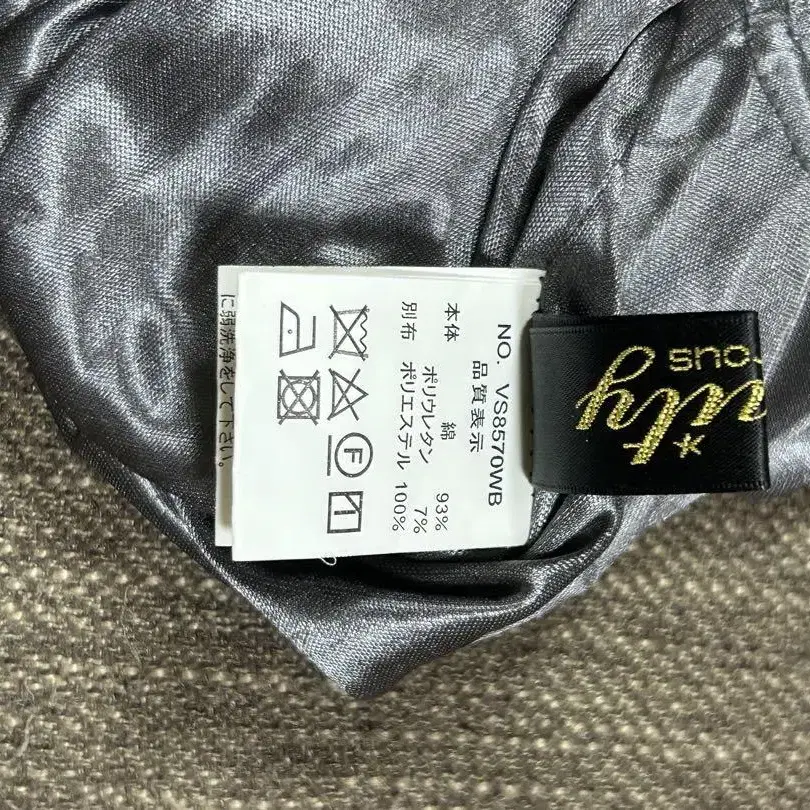 NO. VS8570WB
品質表示
本体 綿 93%
ポリウレタン 7%
別布 ポリエステル 100%
F
に弱洗浄をして下さい。